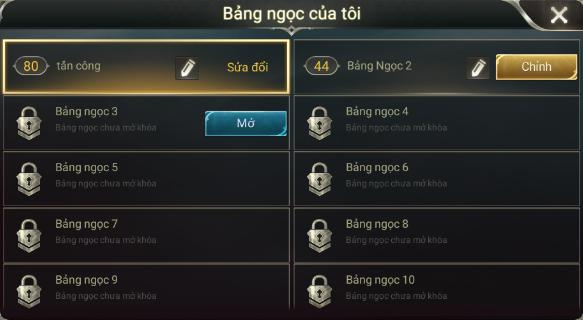 Bảng ngọc của tôi
80 tấn công Sửa đổi
44 Bảng Ngọc 2 Chỉnh
Bảng ngọc 3
Bảng ngọc chưa mở khóa
Mở
Bảng ngọc 4
Bảng ngọc chưa mở khóa
Bảng ngọc 5
Bảng ngọc chưa mở khóa
Bảng ngọc 6
Bảng ngọc chưa mở khóa
Bảng ngọc 7
Bảng ngọc chưa mở khóa
Bảng ngọc 8
Bảng ngọc chưa mở khóa
Bảng ngọc 9
Bảng ngọc chưa mở khóa
Bảng ngọc 10
Bảng ngọc chưa mở khóa